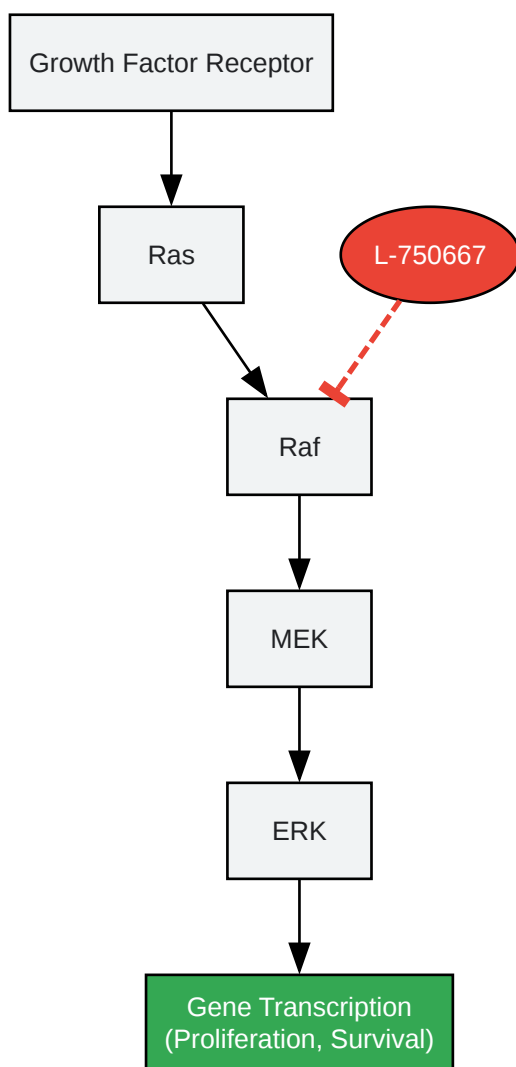 Growth Factor Receptor
Ras
L-750667
Raf
MEK
ERK
Gene Transcription
(Proliferation, Survival)